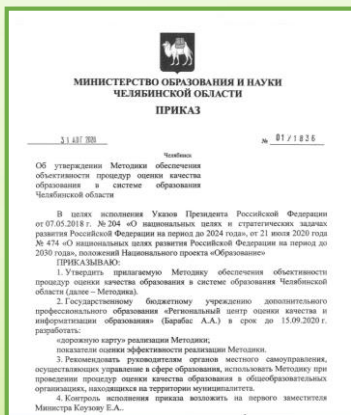 МИНИСТЕРСТВО ОБРАЗОВАНИЯ И НАУКИ
ЧЕЛЯБИНСКОЙ ОБЛАСТИ
ПРИКАЗ
31 АВГ 2020 № 01/1836
Челябинск
Об утверждении Методики обеспечения
объективности процедур оценки качества
образования в системе образования
Челябинской области
В целях исполнения Указов Президента Российской Федерации
от 07.05.2018 г. № 204 «О национальных целях и стратегических задачах
развития Российской Федерации на период до 2024 года», от 21 июля 2020 года
№ 474 «О национальных целях развития Российской Федерации на период до
2030 года», положений Национального проекта «Образование»
ПРИКАЗЫВАЮ:
1. Утвердить прилагаемую Методику обеспечения объективности
процедур оценки качества образования в системе образования Челябинской
области (далее – Методика).
2. Государственному бюджетному учреждению дополнительного
профессионального образования «Региональный центр оценки качества и
информатизации образования» (Барабас А.А.) в срок до 15.09.2020 г.
разработать:
«дорожную карту» реализации Методики;
показатели оценки эффективности реализации Методики.
3. Рекомендовать руководителям органов местного самоуправления,
осуществляющих управление в сфере образования, использовать Методику при
проведении процедур оценки качества образования в общеобразовательных
организациях, находящихся на территории муниципалитета.
4. Контроль исполнения приказа возложить на первого заместителя
Министра Коузову Е.А..